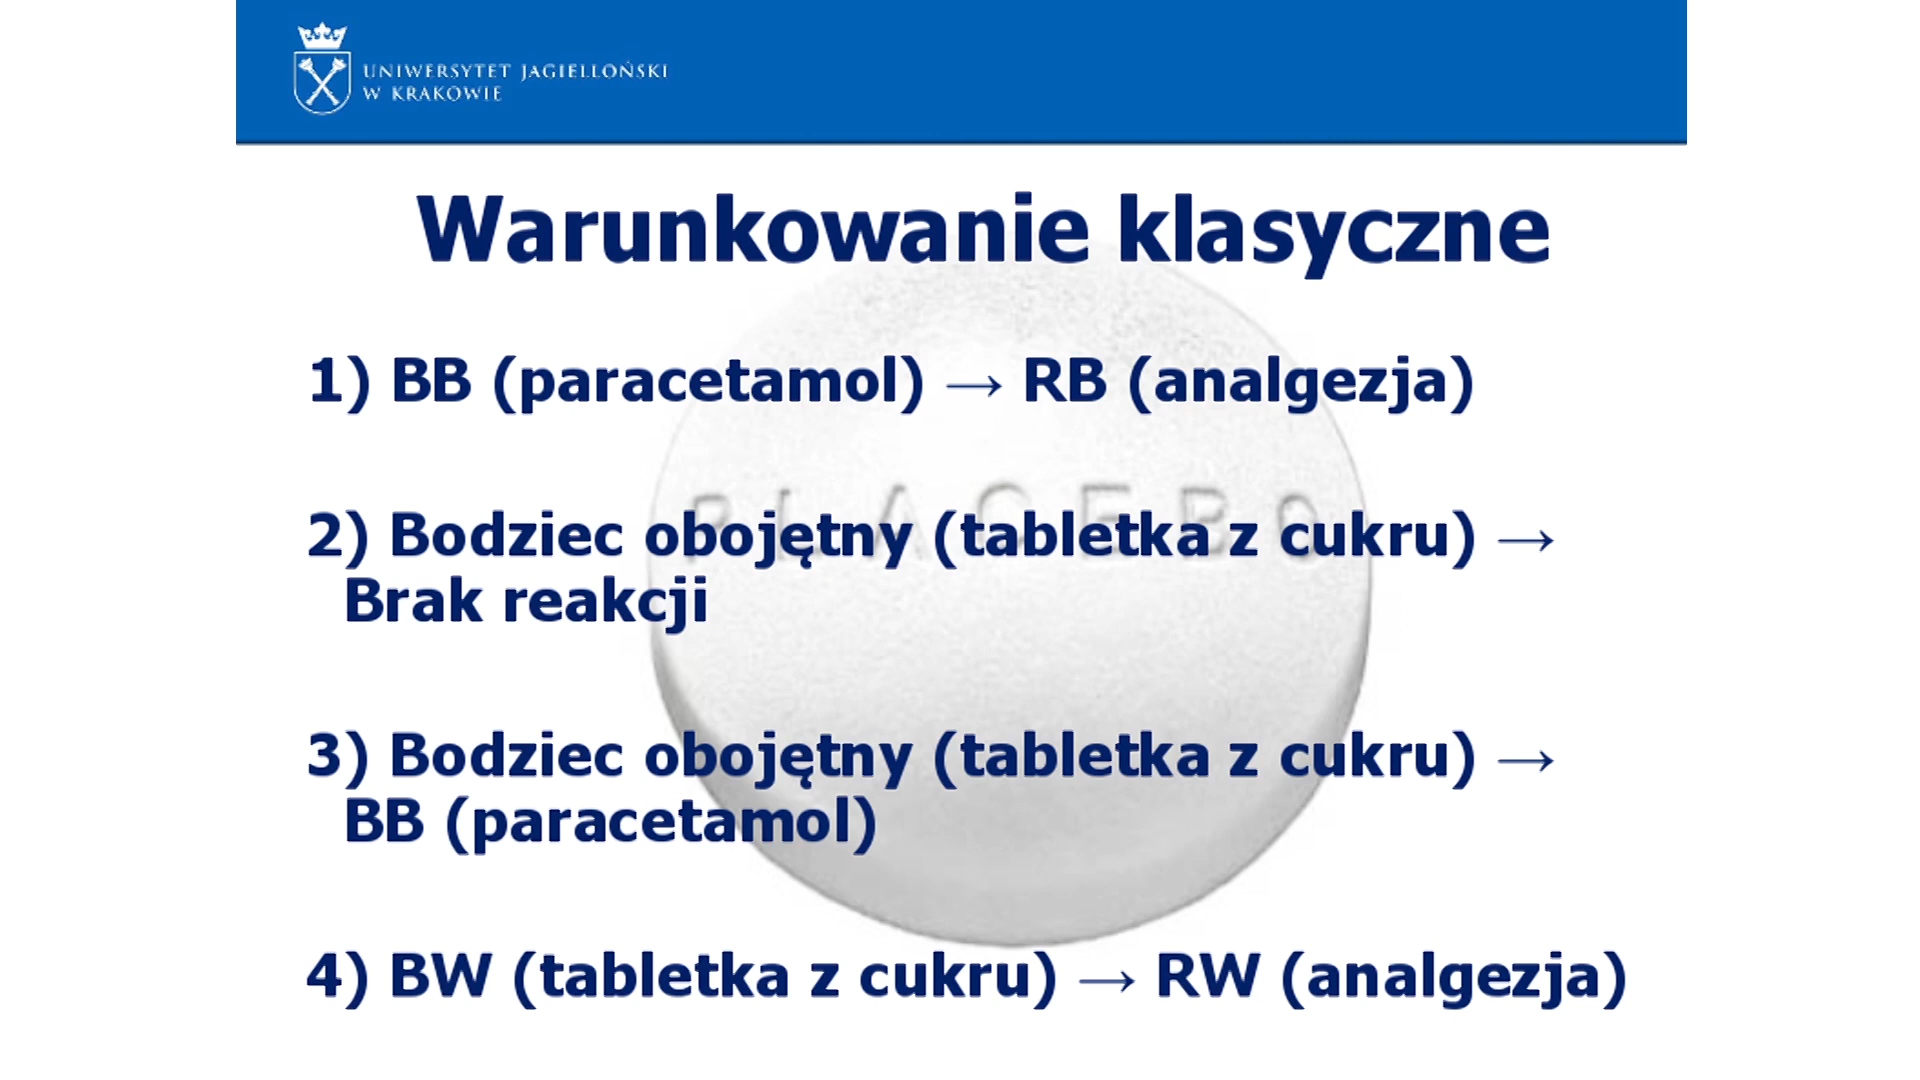 UNIWERSYTET JAGIELLOŃSKI
W KRAKOWIE
Warunkowanie klasyczne
1) BB (paracetamol) → RB (analgezja)
PLACEBO
2) Bodziec obojętny (tabletka z cukru) →
Brak reakcji
3) Bodziec obojętny (tabletka z cukru) →
BB (paracetamol)
4) BW (tabletka z cukru) → RW (analgezja)